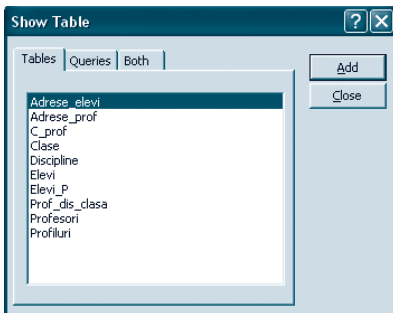 Show Table
Tables Queries Both
Add
Close
Adrese_elevi
Adrese_prof
C_prof
Clase
Discipline
Elevi
Elevi_P
Prof_dis_clasa
Profesori
Profiluri